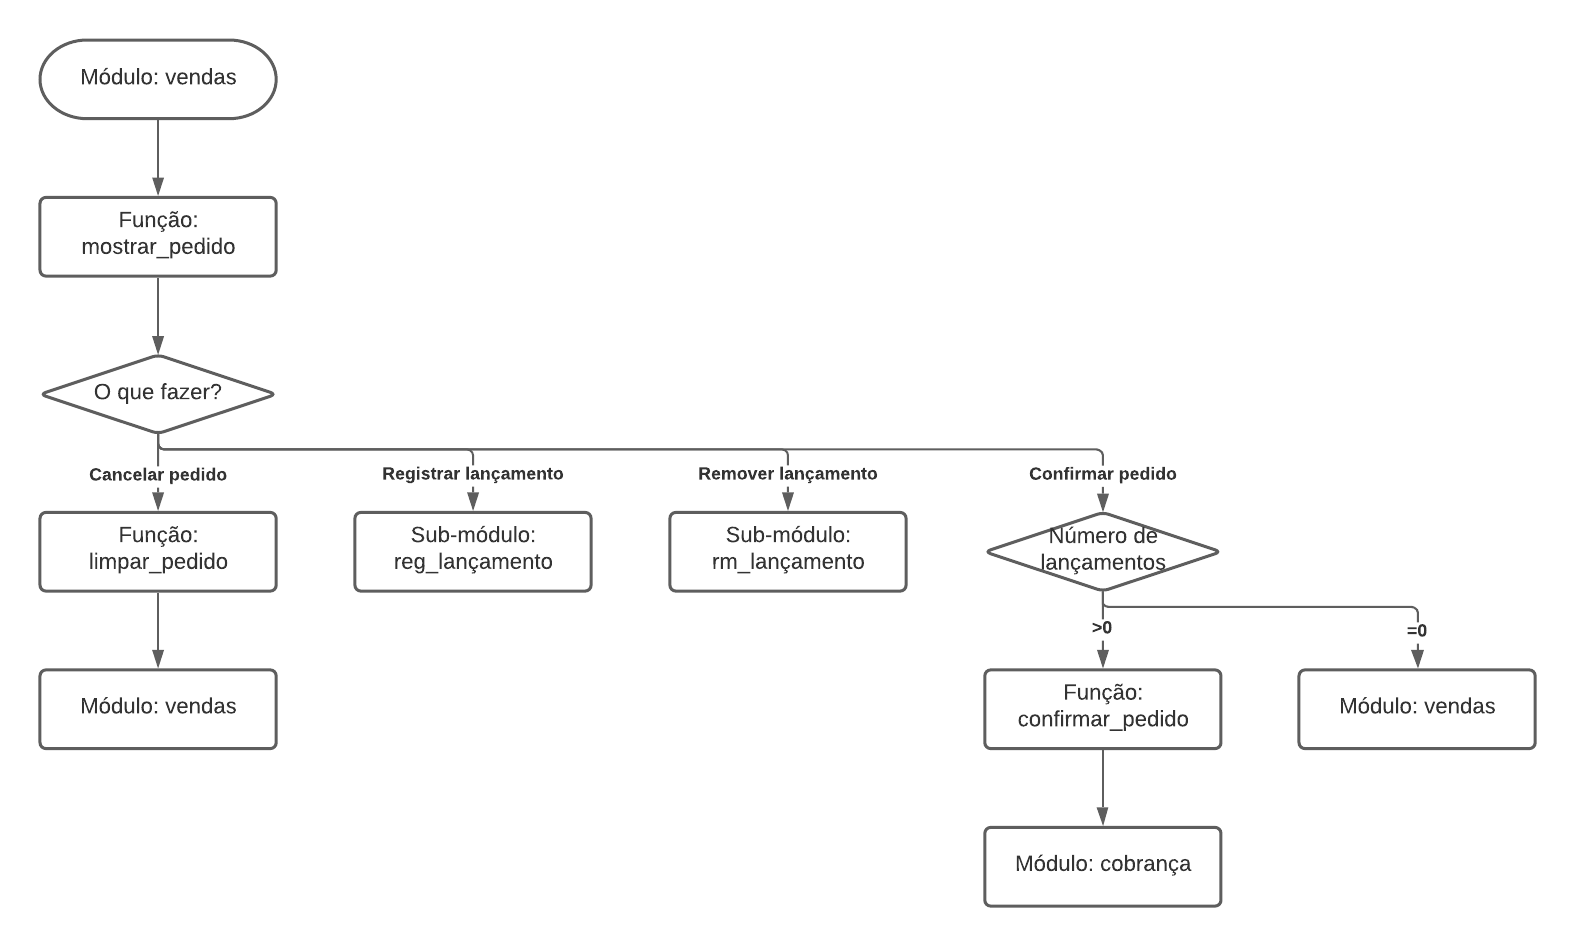 Módulo: vendas
Função:
mostrar_pedido
O que fazer?
Cancelar pedido
Registrar lançamento
Remover lançamento
Confirmar pedido
Função:
limpar_pedido
Sub-módulo:
reg_lançamento
Sub-módulo:
rm_lançamento
Número de
lançamentos
>0
=0
Módulo: vendas
Função:
confirmar_pedido
Módulo: vendas
Módulo: cobrança